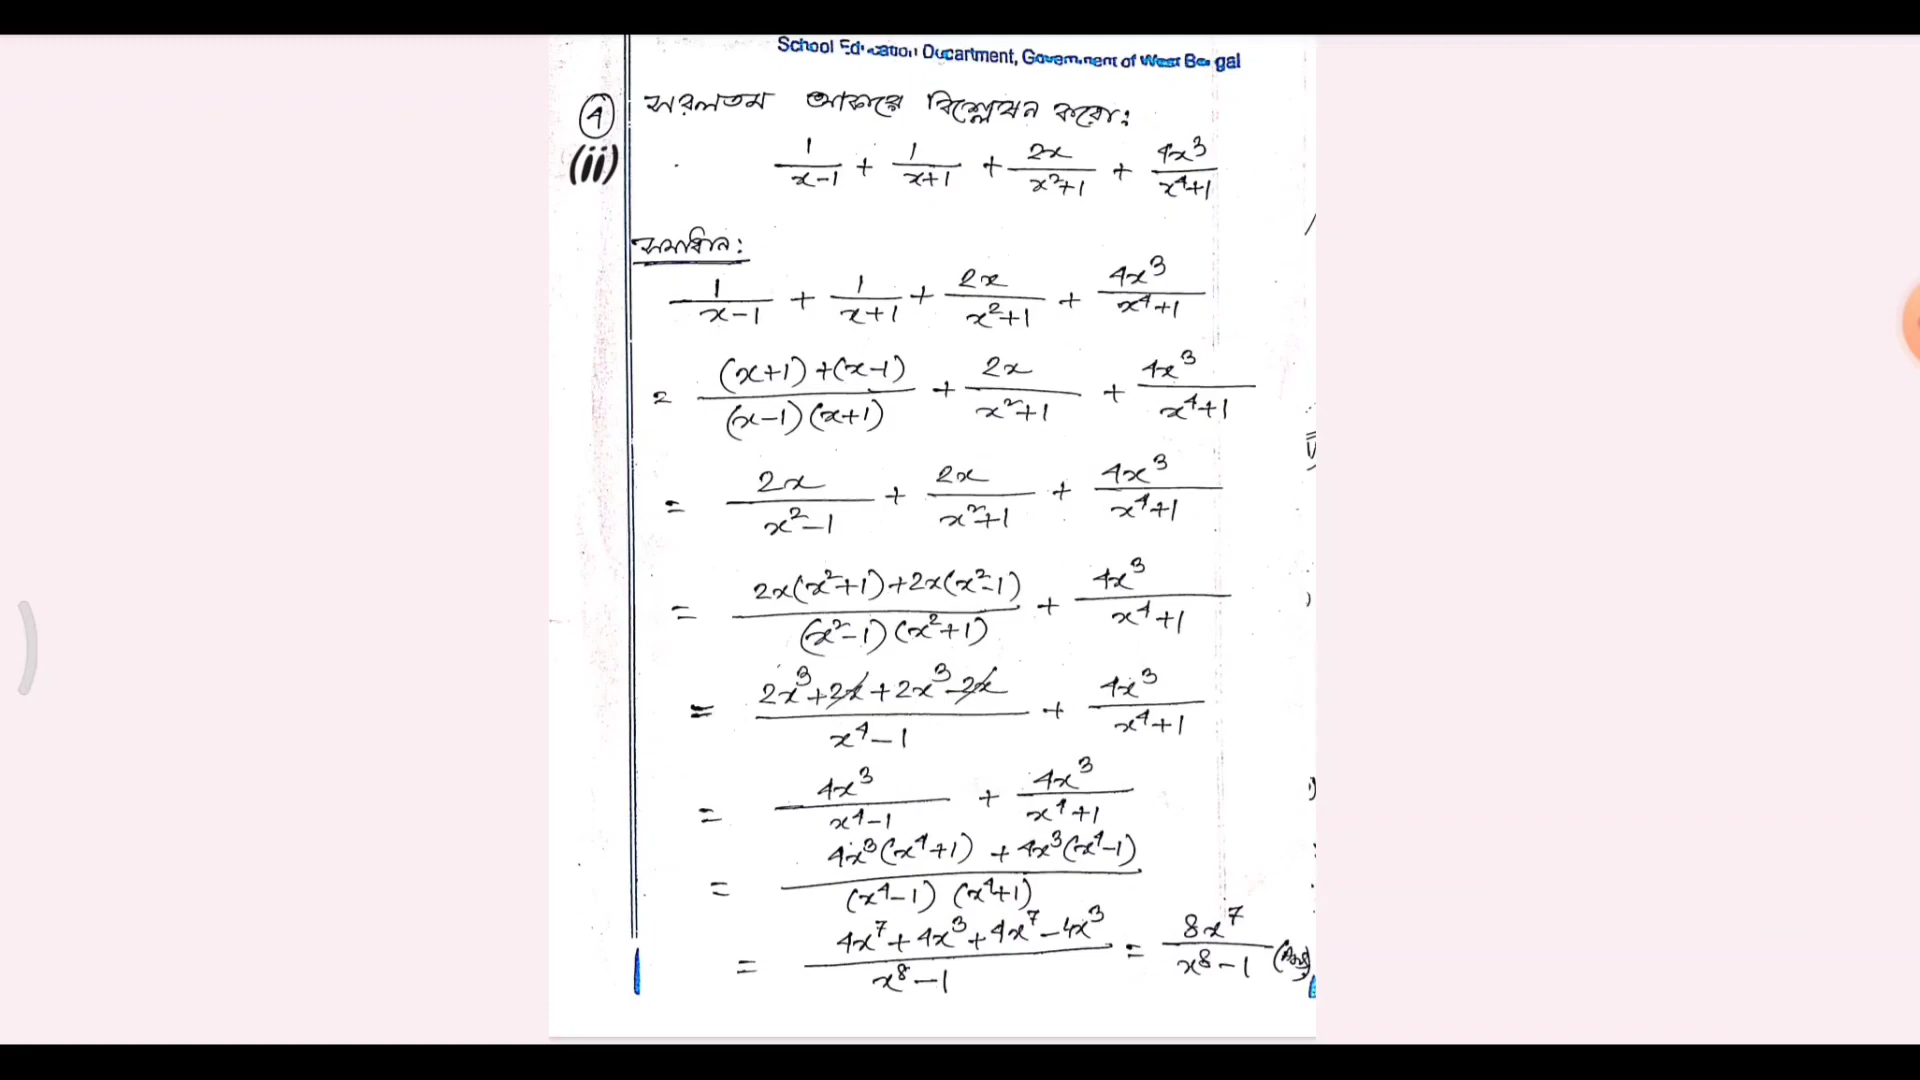 School Education Department, Government of West Bengal
4 সরলতম আকারে বিশ্লেষন করো:
(ii) 1/(x-1) + 1/(x+1) + 2x/(x²+1) + 4x³/(x⁴+1)
সমাধান:
1/(x-1) + 1/(x+1) + 2x/(x²+1) + 4x³/(x⁴+1)
= ((x+1)+(x-1))/((x-1)(x+1)) + 2x/(x²+1) + 4x³/(x⁴+1)
= 2x/(x²-1) + 2x/(x²+1) + 4x³/(x⁴+1)
= (2x(x²+1)+2x(x²-1))/((x²-1)(x²+1)) + 4x³/(x⁴+1)
= (2x³+2x+2x³-2x)/(x⁴-1) + 4x³/(x⁴+1)
= 4x³/(x⁴-1) + 4x³/(x⁴+1)
= (4x³(x⁴+1) + 4x³(x⁴-1))/((x⁴-1)(x⁴+1))
= (4x⁷+4x³+4x⁷-4x³)/(x⁸-1) = 8x⁷/(x⁸-1) (Ans)